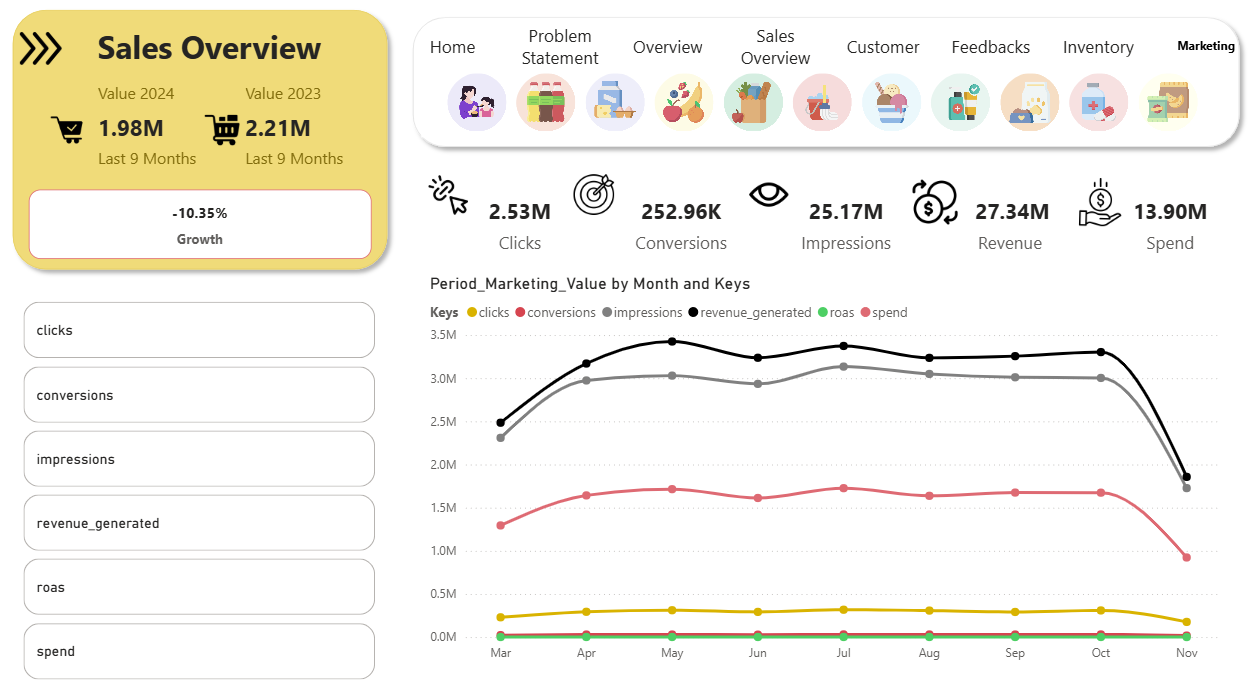 Sales Overview
Value 2024
Value 2023
1.98M
2.21M
Last 9 Months
Last 9 Months
-10.35%
Growth
Home
Problem
Statement
Overview
Sales
Overview
Customer
Feedbacks
Inventory
Marketing
2.53M
Clicks
252.96K
Conversions
25.17M
Impressions
27.34M
Revenue
13.90M
Spend
clicks
conversions
impressions
revenue_generated
roas
spend
Period_Marketing_Value by Month and Keys
Keys clicks conversions impressions revenue_generated roas spend
3.5M
3.0M
2.5M
2.0M
1.5M
1.0M
0.5M
0.0M
Mar Apr May Jun Jul Aug Sep Oct Nov